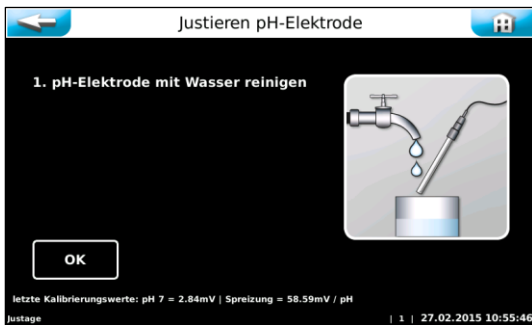 Justieren pH-Elektrode
1. pH-Elektrode mit Wasser reinigen
OK
letzte Kalibrierungswerte: pH 7 = 2.84mV | Spreizung = 58.59mV / pH
Justage | 1 | 27.02.2015 10:55:46